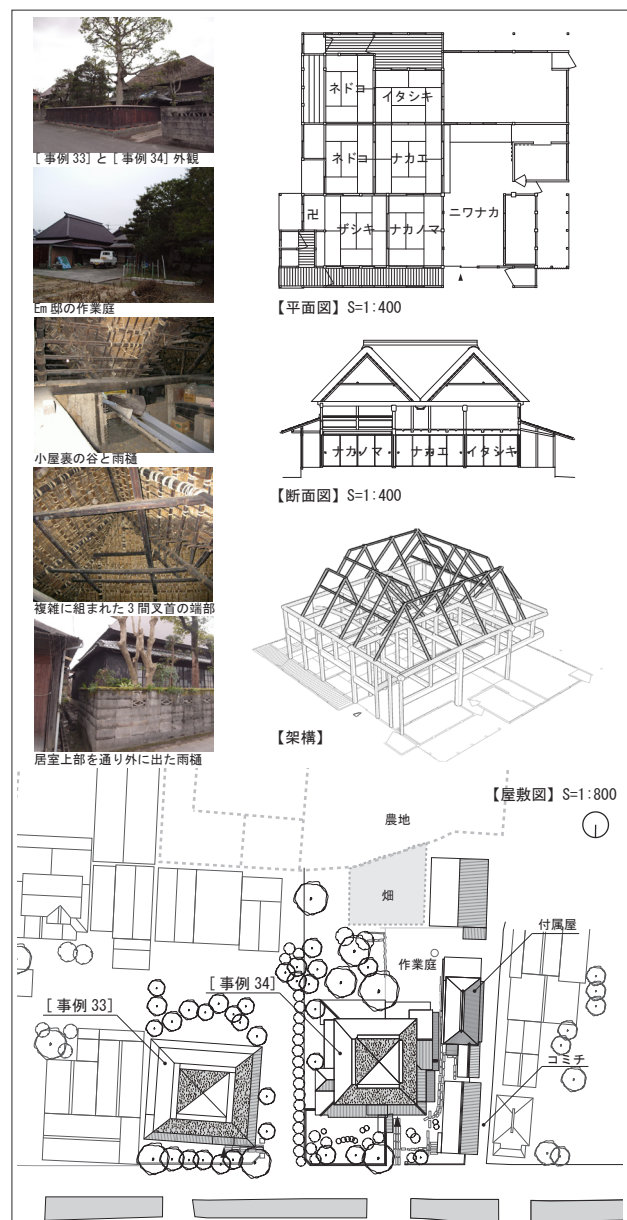 [事例33]と[事例34]外観
Em邸の作業庭
小屋裏の谷と雨樋
複雑に組まれた3間叉首の端部
居室上部を通り外に出た雨樋
ネドコ
イタシキ
ネドコ
ナカエ
卍
ザシキ
ナカノマ
ニワナカ
【平面図】S=1:400
ナカノマ
ナカエ
イタシキ
【断面図】S=1:400
【架構】
【屋敷図】S=1:800
農地
畑
付属屋
作業庭
[事例34]
[事例33]
コミチ